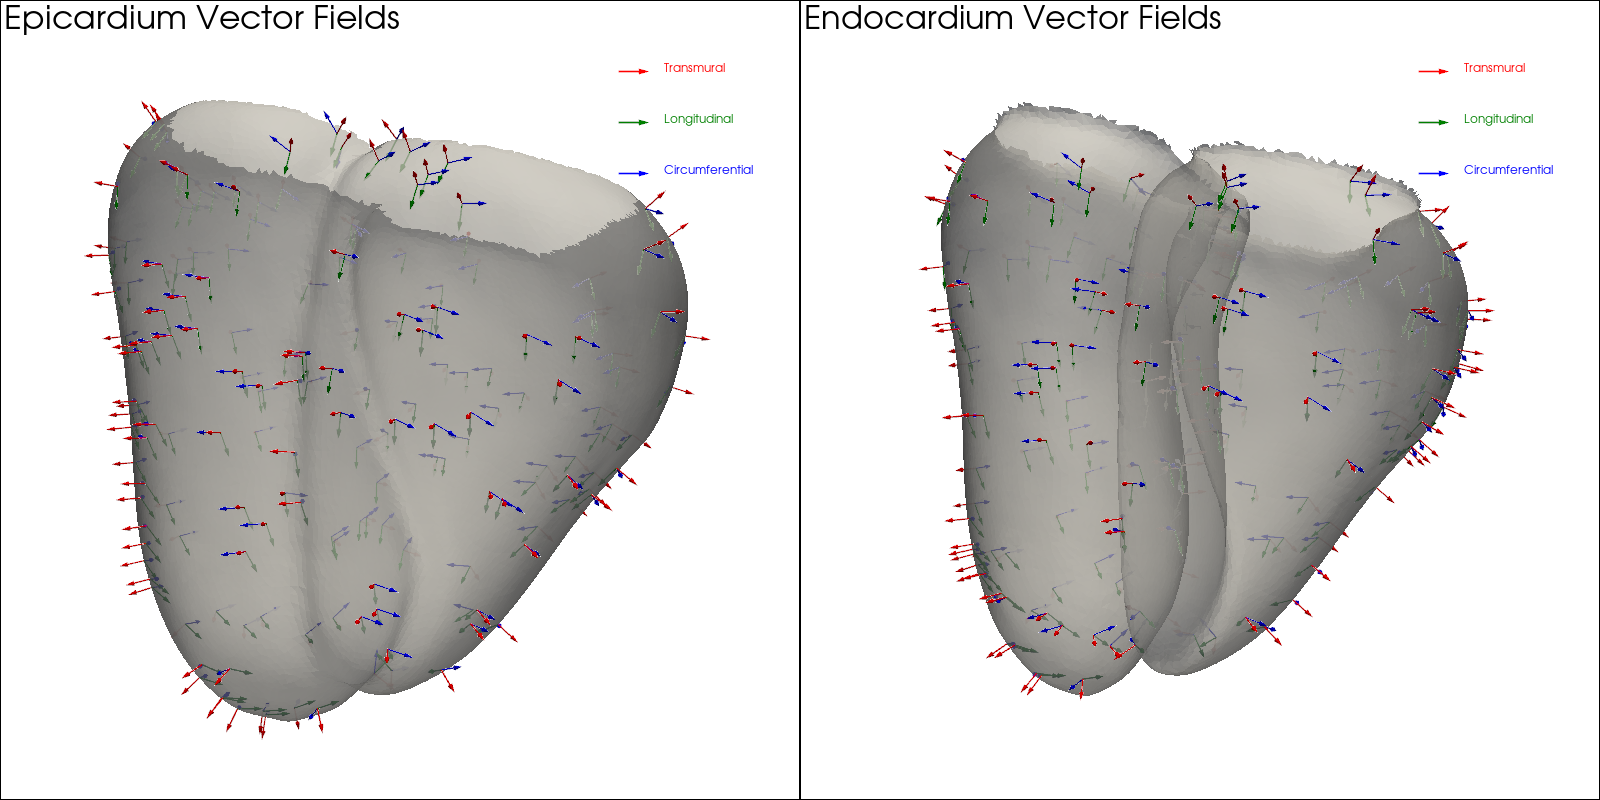 Epicardium Vector Fields
Transmural
Longitudinal
Circumferential
Endocardium Vector Fields
Transmural
Longitudinal
Circumferential